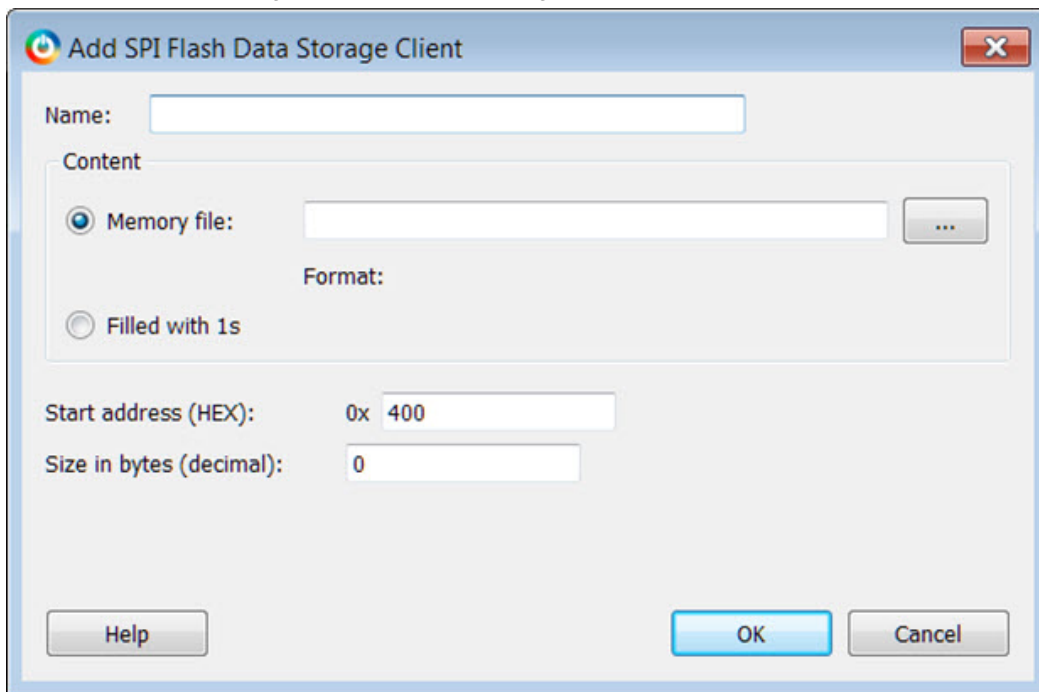 Add SPI Flash Data Storage Client
Name:
Content
Memory file:
...
Format:
Filled with 1s
Start address (HEX): 0x 400
Size in bytes (decimal): 0
Help OK Cancel